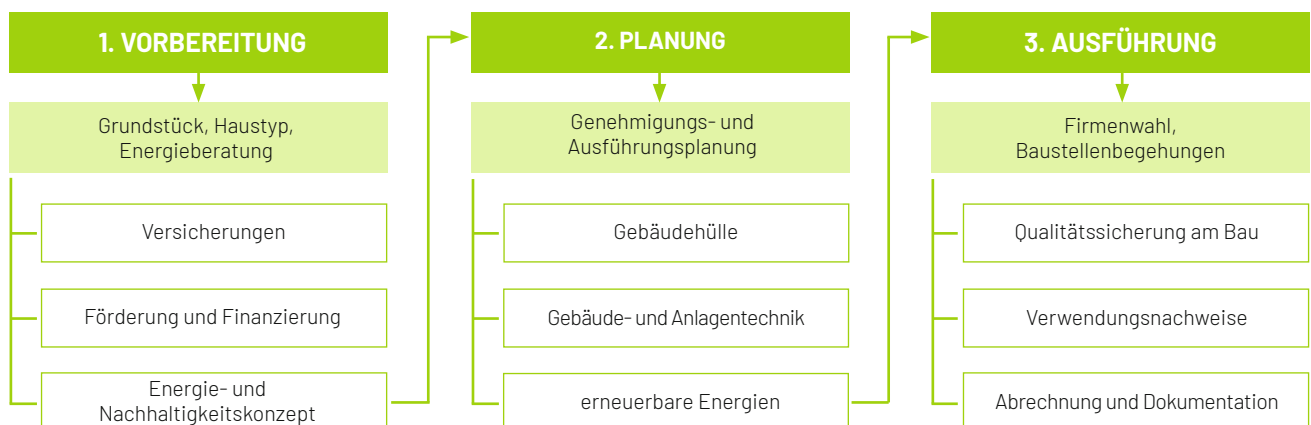 1. VORBEREITUNG
Grundstück, Haustyp,
Energieberatung
Versicherungen
Förderung und Finanzierung
Energie- und
Nachhaltigkeitskonzept
2. PLANUNG
Genehmigungs- und
Ausführungsplanung
Gebäudehülle
Gebäude- und Anlagentechnik
erneuerbare Energien
3. AUSFÜHRUNG
Firmenwahl,
Baustellenbegehungen
Qualitätssicherung am Bau
Verwendungsnachweise
Abrechnung und Dokumentation